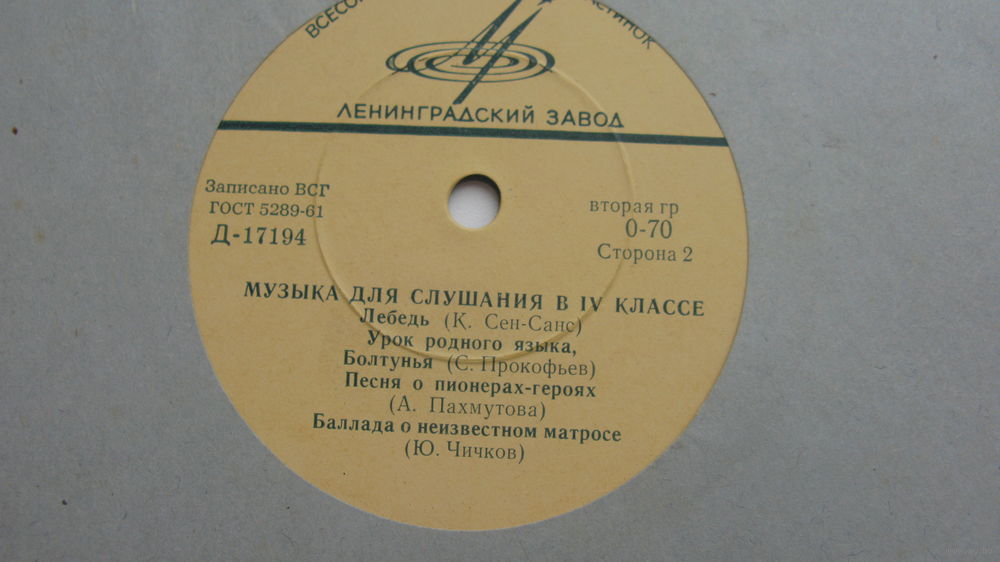 ЛЕНИНГРАДСКИЙ ЗАВОД
Записано ВСГ
ГОСТ 5289-61
Д-17194
вторая гр
0-70
Сторона 2
МУЗЫКА ДЛЯ СЛУШАНИЯ В IV КЛАССЕ
Лебедь (К. Сен-Санс)
Урок родного языка,
Болтунья (С. Прокофьев)
Песня о пионерах-героях
(А. Пахмутова)
Баллада о неизвестном матросе
(Ю. Чичков)